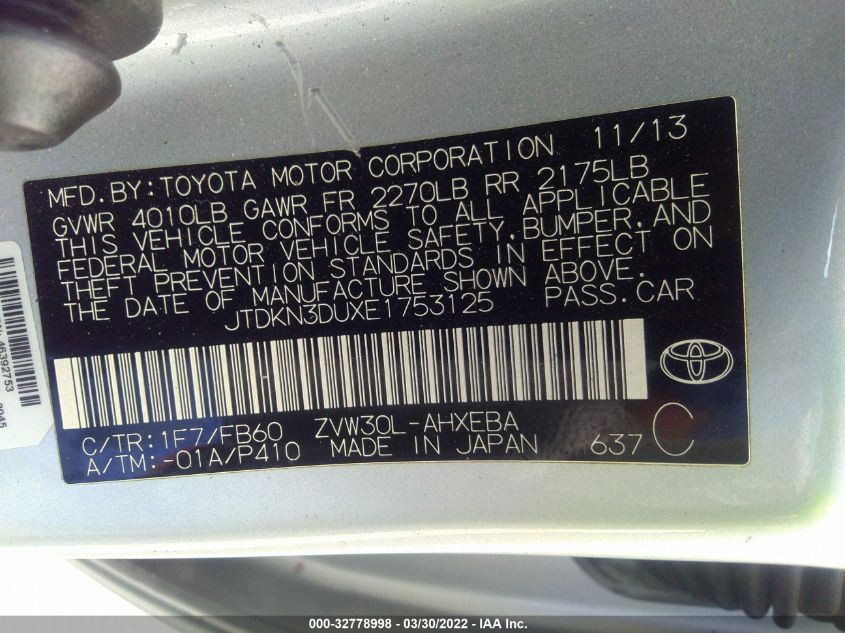 MFD.BY:TOYOTA MOTOR CORPORATION 11/13
GVWR 4010LB GAWR FR 2270LB RR 2175LB
THIS VEHICLE CONFORMS TO ALL APPLICABLE
FEDERAL MOTOR VEHICLE SAFETY,BUMPER,AND
THEFT PREVENTION STANDARDS IN EFFECT ON
THE DATE OF MANUFACTURE SHOWN ABOVE.
JTDKN3DUXE1753125 PASS.CAR
C/TR:1F7/FB60 ZVW30L-AHXEBA
A/TM:-01A/P410 MADE IN JAPAN 637 C
46392753
000-32778998 — 03/30/2022 — IAA Inc.